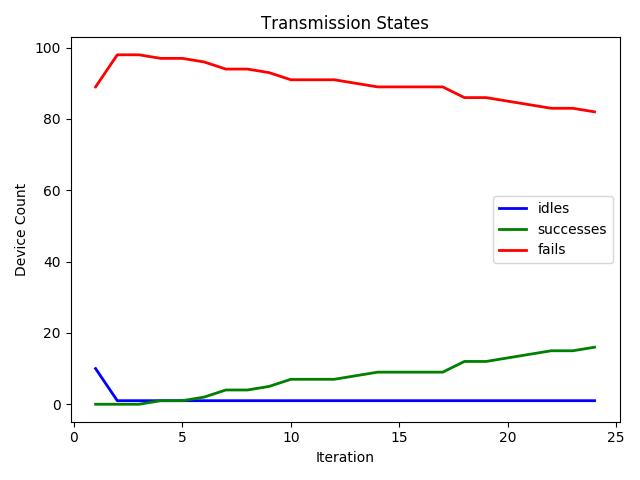 Transmission States
Device Count
100
80
60
40
20
0
idles
successes
fails
0 5 10 15 20 25
Iteration